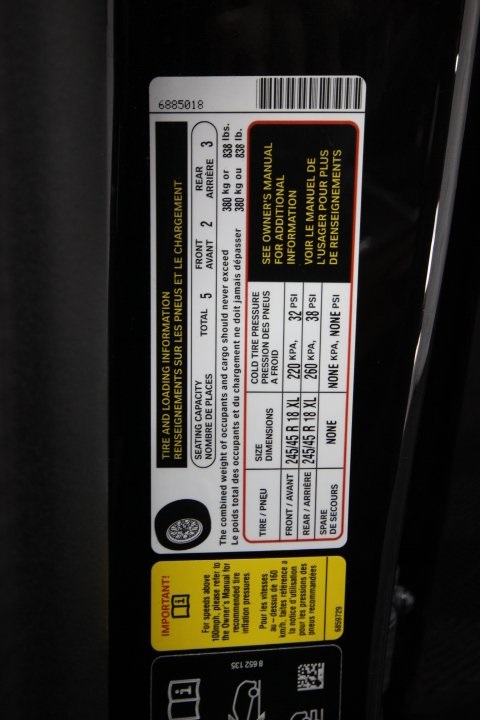 6885018
TIRE AND LOADING INFORMATION
RENSEIGNEMENTS SUR LES PNEUS ET LE CHARGEMENT
SEATING CAPACITY TOTAL 5 FRONT 2 REAR 3
NOMBRE DE PLACES AVANT ARRIÈRE
The combined weight of occupants and cargo should never exceed 380 kg or 838 lbs.
Le poids total des occupants et du chargement ne doit jamais dépasser 380 kg ou 838 lb.
TIRE / PNEU SIZE DIMENSIONS COLD TIRE PRESSURE PRESSION DES PNEUS A FROID
FRONT / AVANT 245/45 R 18 XL 220 KPA, 32 PSI
REAR / ARRIÈRE 245/45 R 18 XL 260 KPA, 38 PSI
SPARE DE SECOURS NONE NONE KPA, NONE PSI
SEE OWNER'S MANUAL
FOR ADDITIONAL
INFORMATION
VOIR LE MANUEL DE
L'USAGER POUR PLUS
DE RENSEIGNEMENTS
IMPORTANT!
For speeds above
100mph, please refer to
the Owner's Manual for
recommended tire
inflation pressures.
Pour les vitesses
au-dessus de 160
km/h, faites référence a
la notice d'utilisation
pour les pressions des
pneus recommandées
6859729
8 652 135